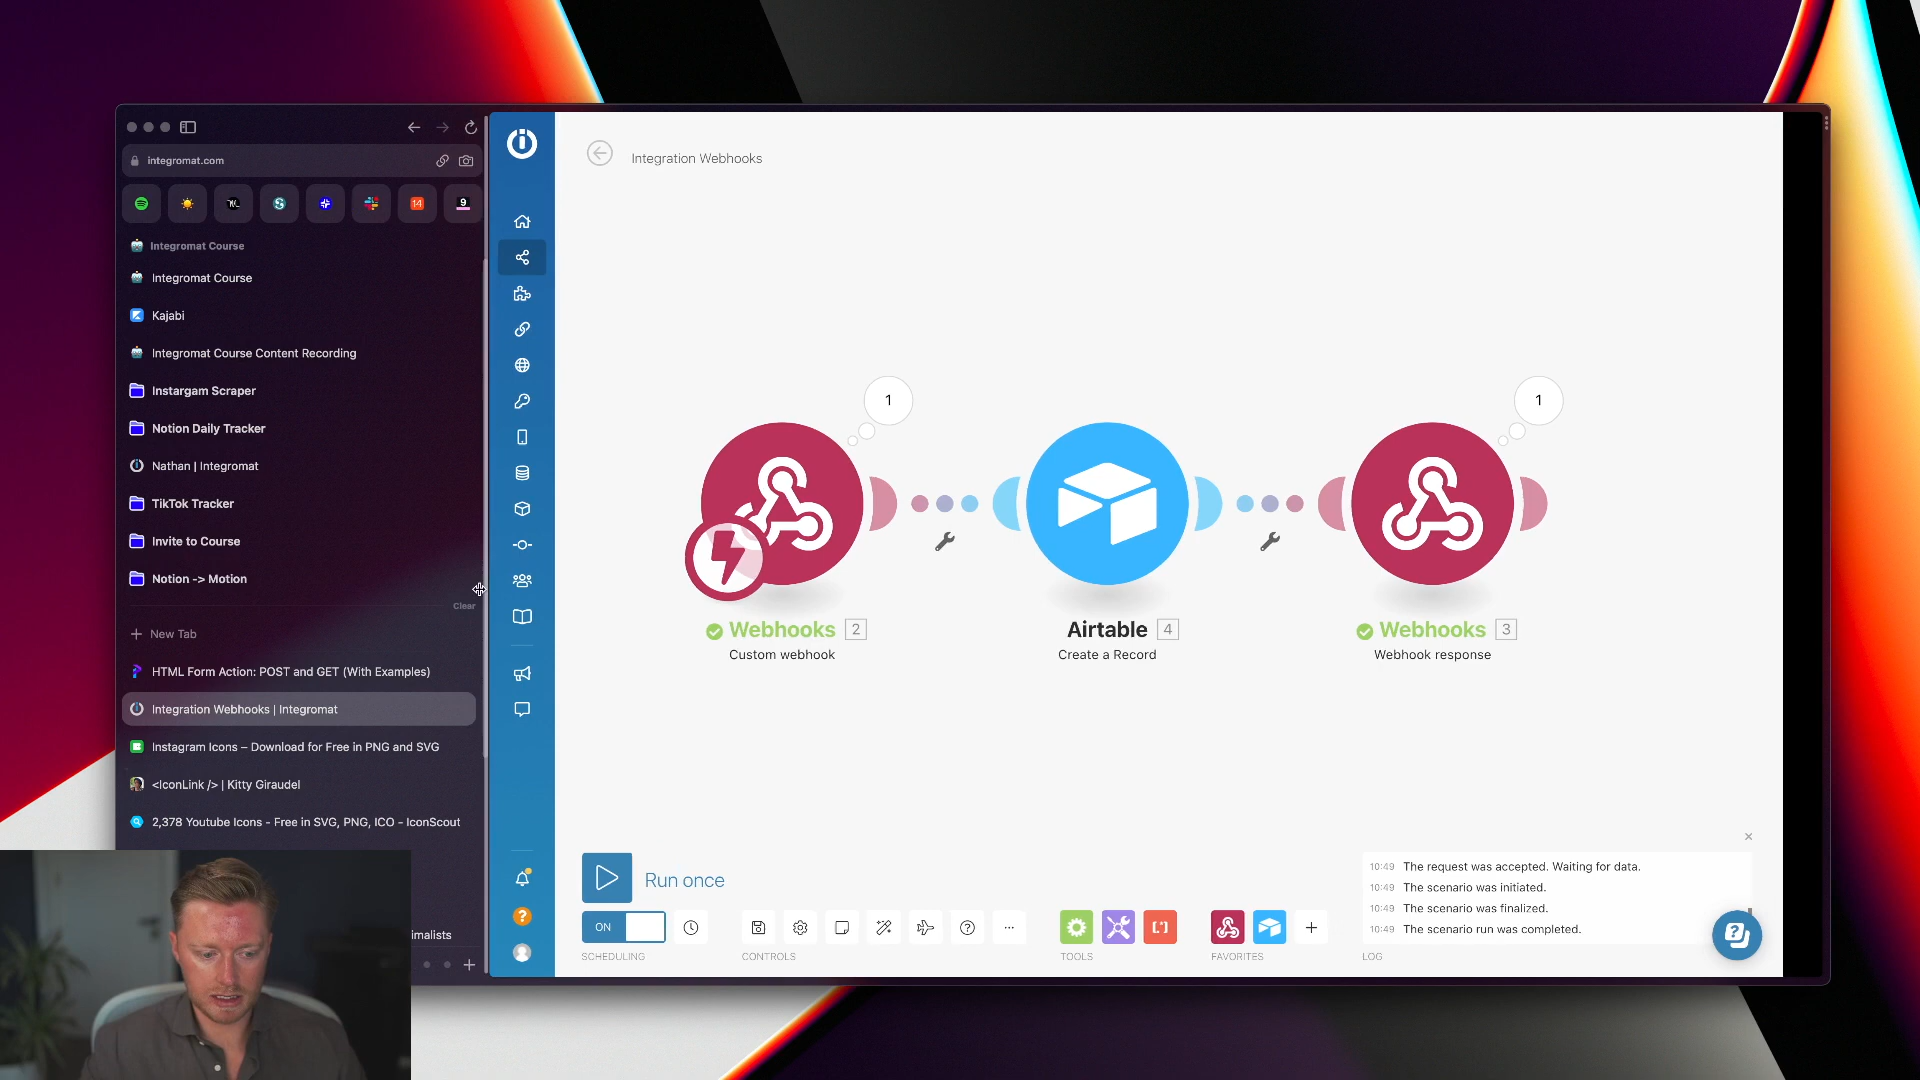 integromat.com
14
9
Integromat Course
Integromat Course
Kajabi
Integromat Course Content Recording
Instargam Scraper
Notion Daily Tracker
Nathan | Integromat
TikTok Tracker
Invite to Course
Notion -> Motion
Clear
New Tab
HTML Form Action: POST and GET (With Examples)
Integration Webhooks | Integromat
Instagram Icons – Download for Free in PNG and SVG
<IconLink /> | Kitty Giraudel
2,378 Youtube Icons - Free in SVG, PNG, ICO - IconScout
imalists
Integration Webhooks
1
1
Webhooks 2
Custom webhook
Airtable 4
Create a Record
Webhooks 3
Webhook response
Run once
ON
SCHEDULING
CONTROLS
TOOLS
FAVORITES
LOG
10:49 The request was accepted. Waiting for data.
10:49 The scenario was initiated.
10:49 The scenario was finalized.
10:49 The scenario run was completed.